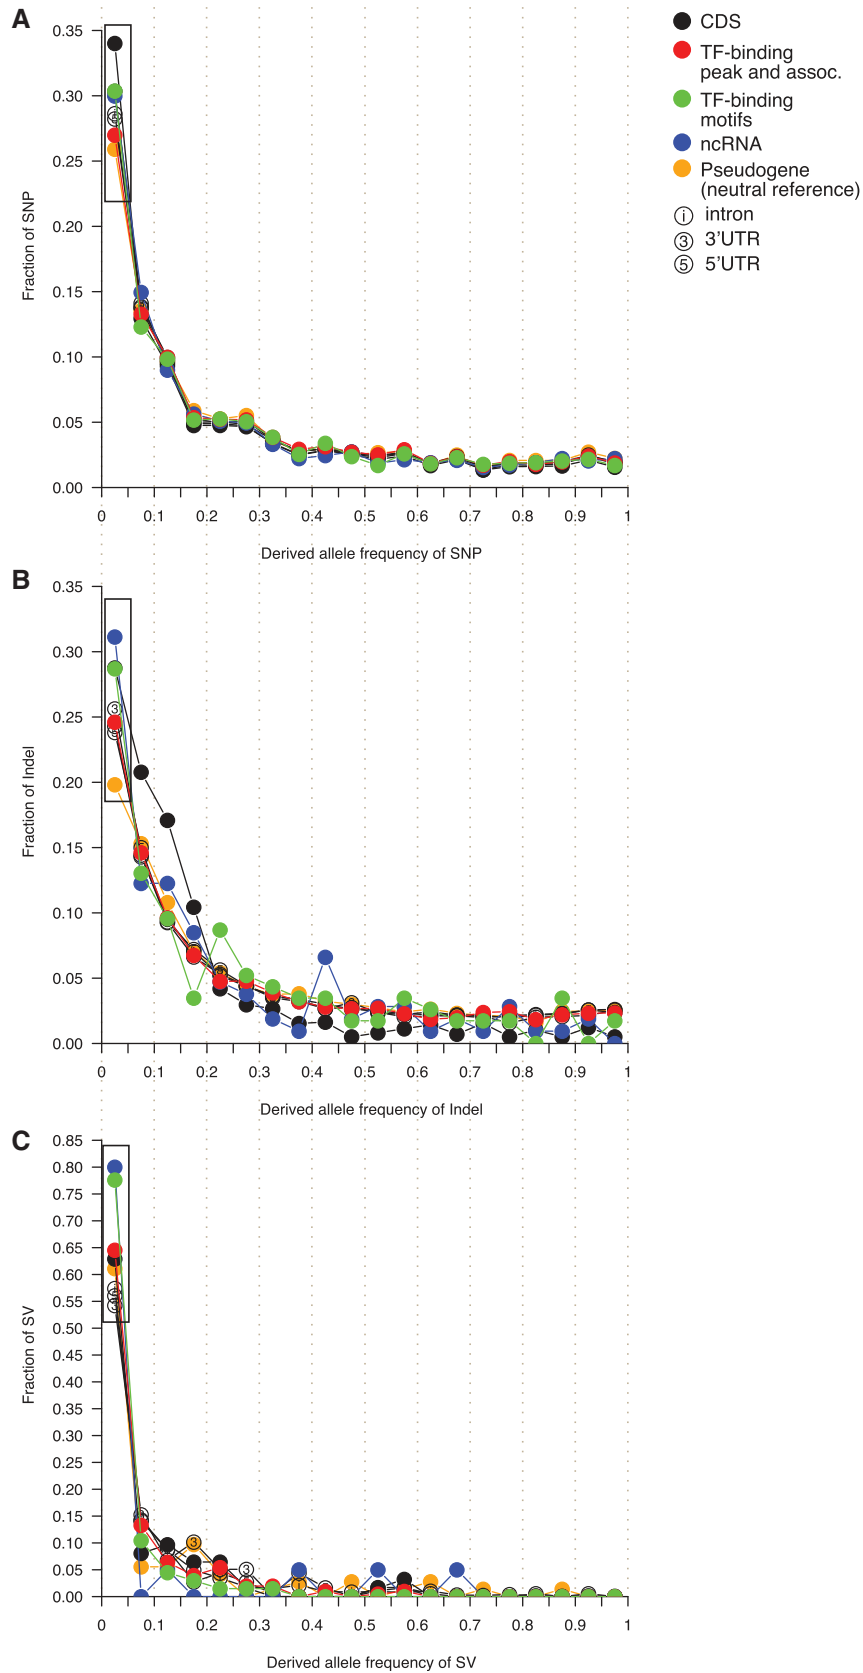 A
0.35
0.30
0.25
0.20
0.15
0.10
0.05
0.00
Fraction of SNP
0 0.1 0.2 0.3 0.4 0.5 0.6 0.7 0.8 0.9 1
Derived allele frequency of SNP
CDS
TF-binding
peak and assoc.
TF-binding
motifs
ncRNA
Pseudogene
(neutral reference)
i intron
3 3'UTR
5 5'UTR
B
0.35
0.30
0.25
0.20
0.15
0.10
0.05
0.00
Fraction of Indel
3
0 0.1 0.2 0.3 0.4 0.5 0.6 0.7 0.8 0.9 1
Derived allele frequency of Indel
C
0.85
0.80
0.75
0.70
0.65
0.60
0.55
0.50
0.45
0.40
0.35
0.30
0.25
0.20
0.15
0.10
0.05
0.00
Fraction of SV
3
3
3
0 0.1 0.2 0.3 0.4 0.5 0.6 0.7 0.8 0.9 1
Derived allele frequency of SV